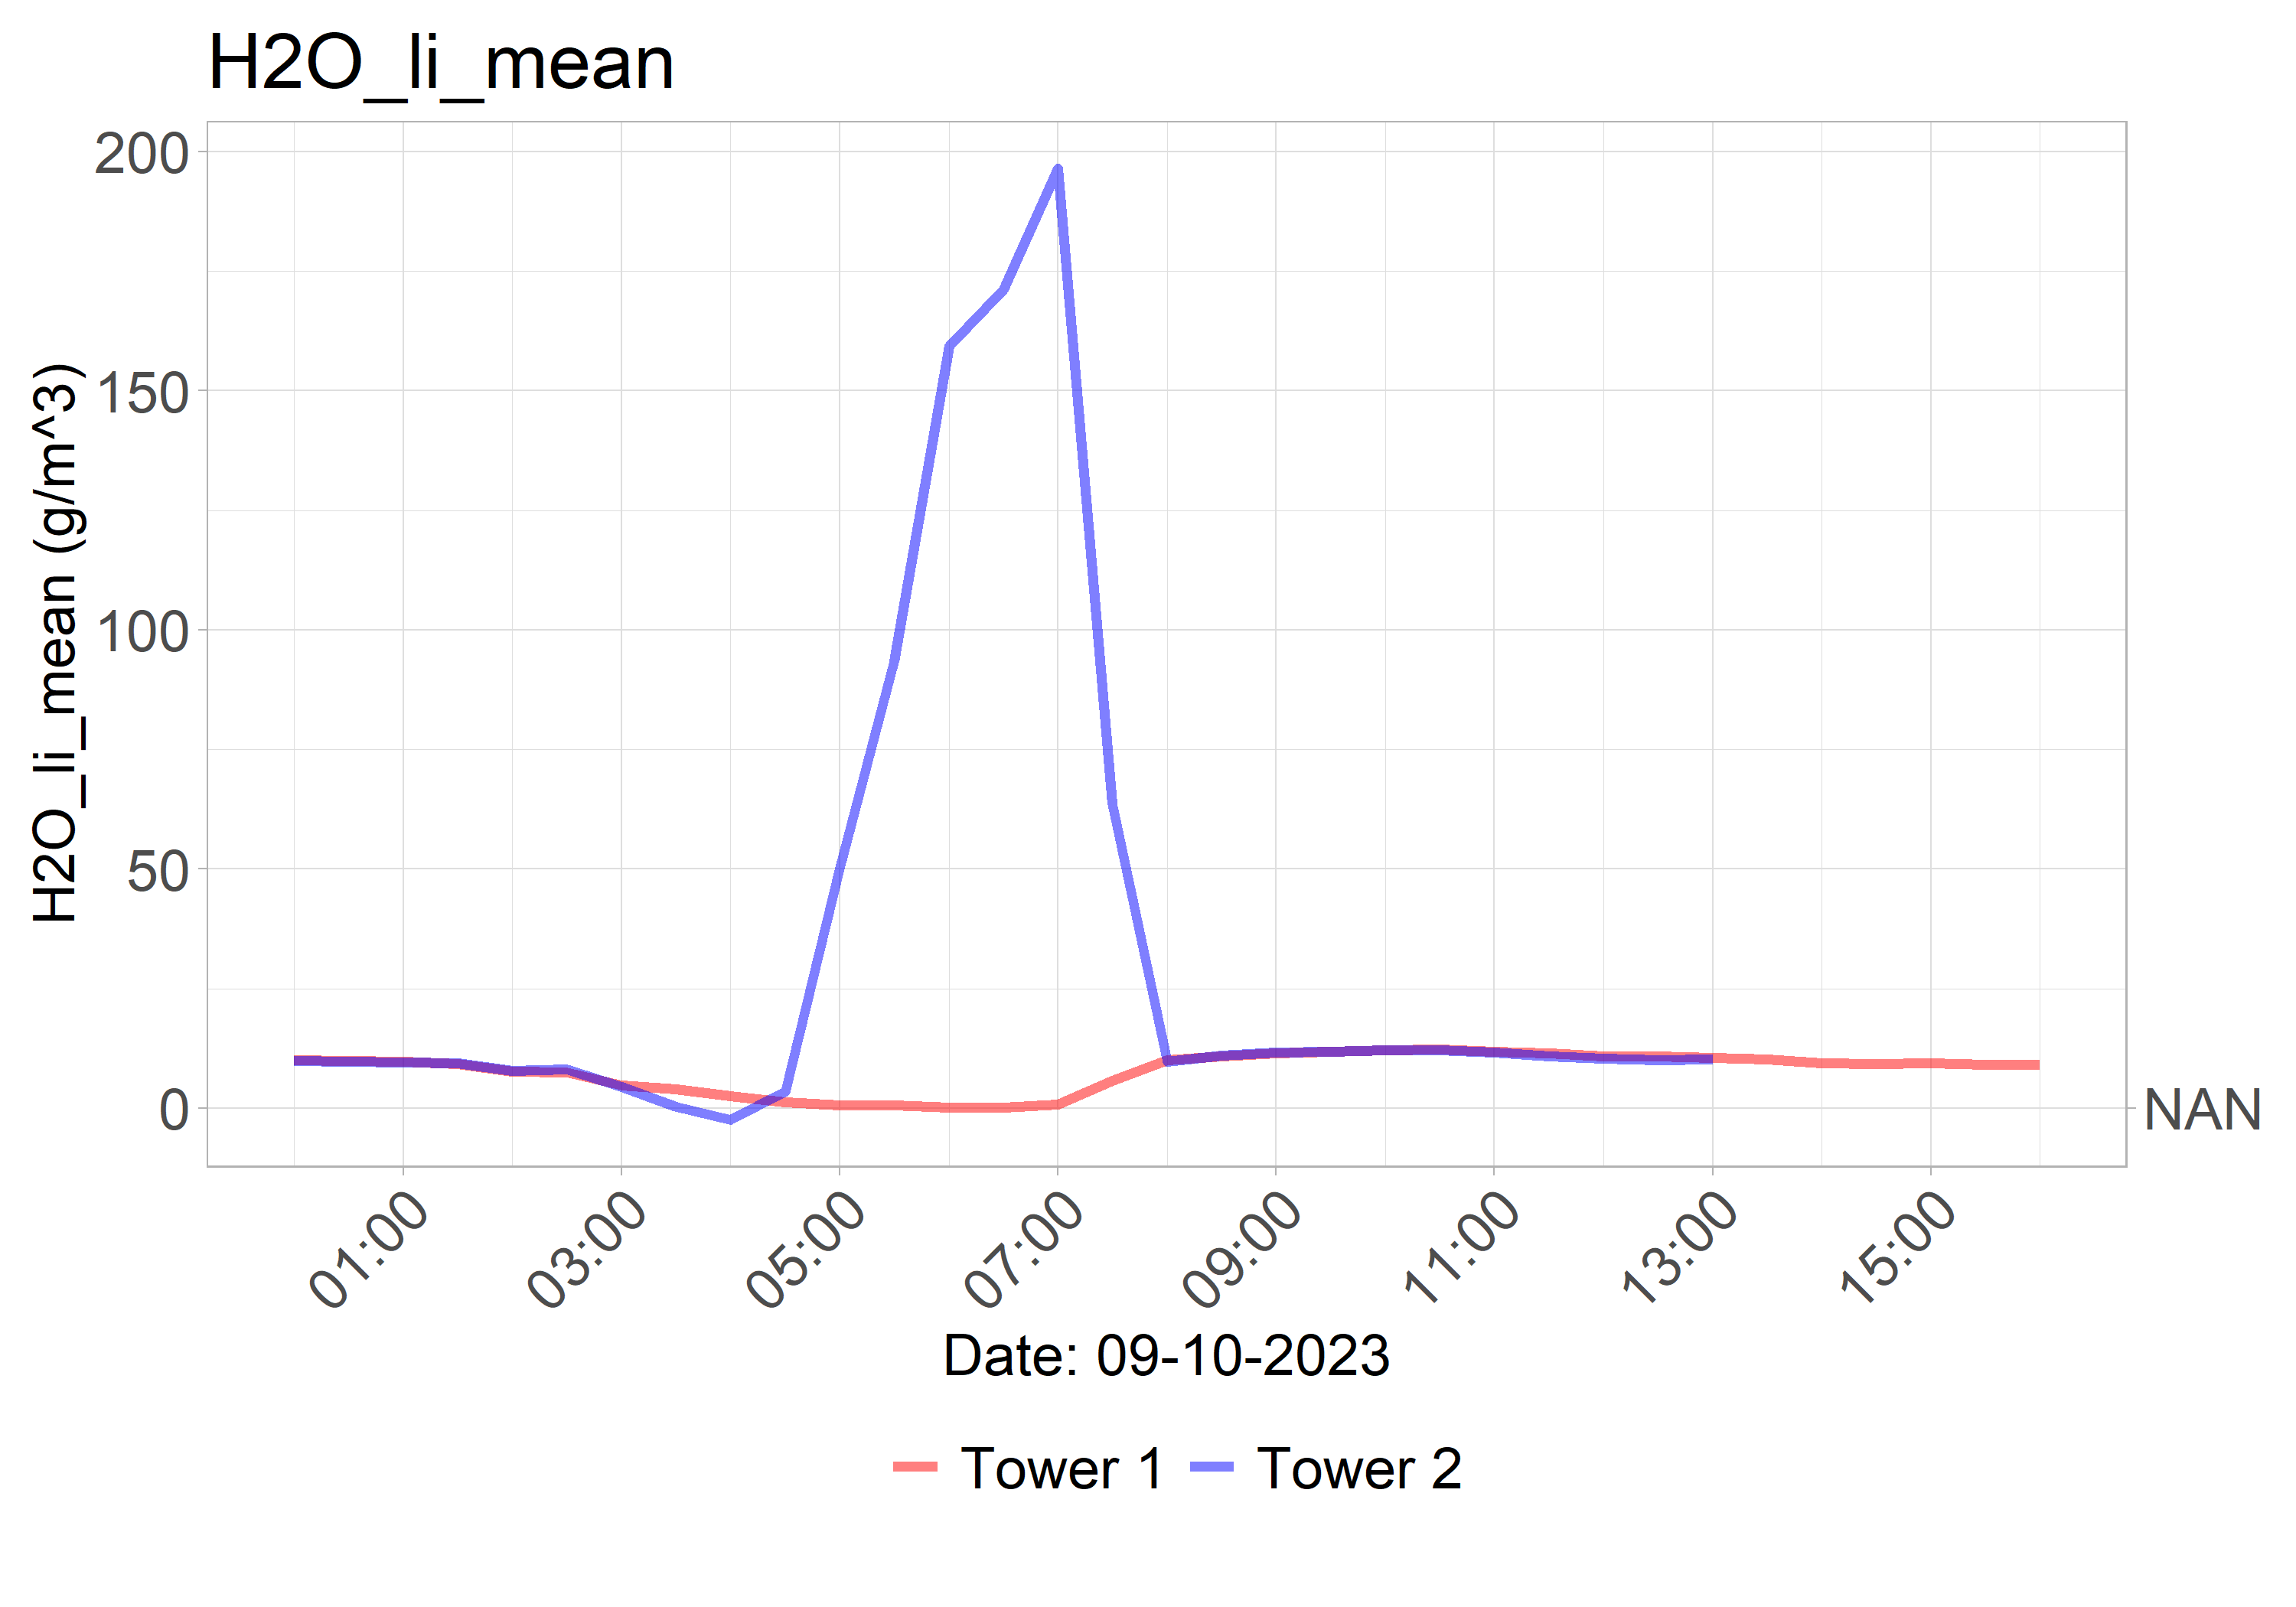 H2O_li_mean
H2O_li_mean (g/m^3)
200
150
100
50
0
NAN
01:00
03:00
05:00
07:00
09:00
11:00
13:00
15:00
Date: 09-10-2023
Tower 1
Tower 2